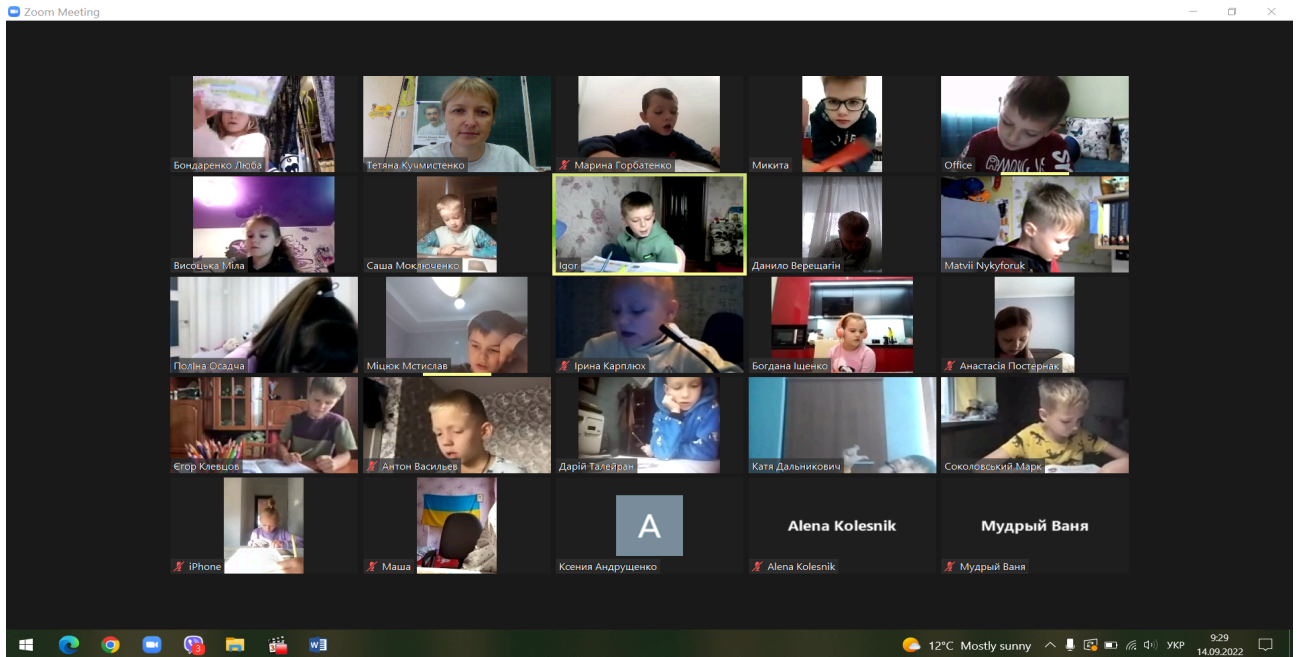 Zoom Meeting
Бондаренко Люба
Тетяна Кучмистенко
Марина Горбатенко
Микита
Office
Висоцька Міла
Саша Моключенко
Igor
Данило Верещагін
Matvii Nykyforuk
Поліна Осадча
Міцюк Мстислав
Ірина Карплюх
Богдана Іщенко
Анастасія Постернак
Єгор Клевцов
Антон Васильев
Дарій Талейран
Катя Дальникович
Соколовський Марк
iPhone
Маша
A
Ксения Андрущенко
Alena Kolesnik
Alena Kolesnik
Мудрый Ваня
Мудрый Ваня
3
12°C Mostly sunny
УКР
9:29
14.09.2022